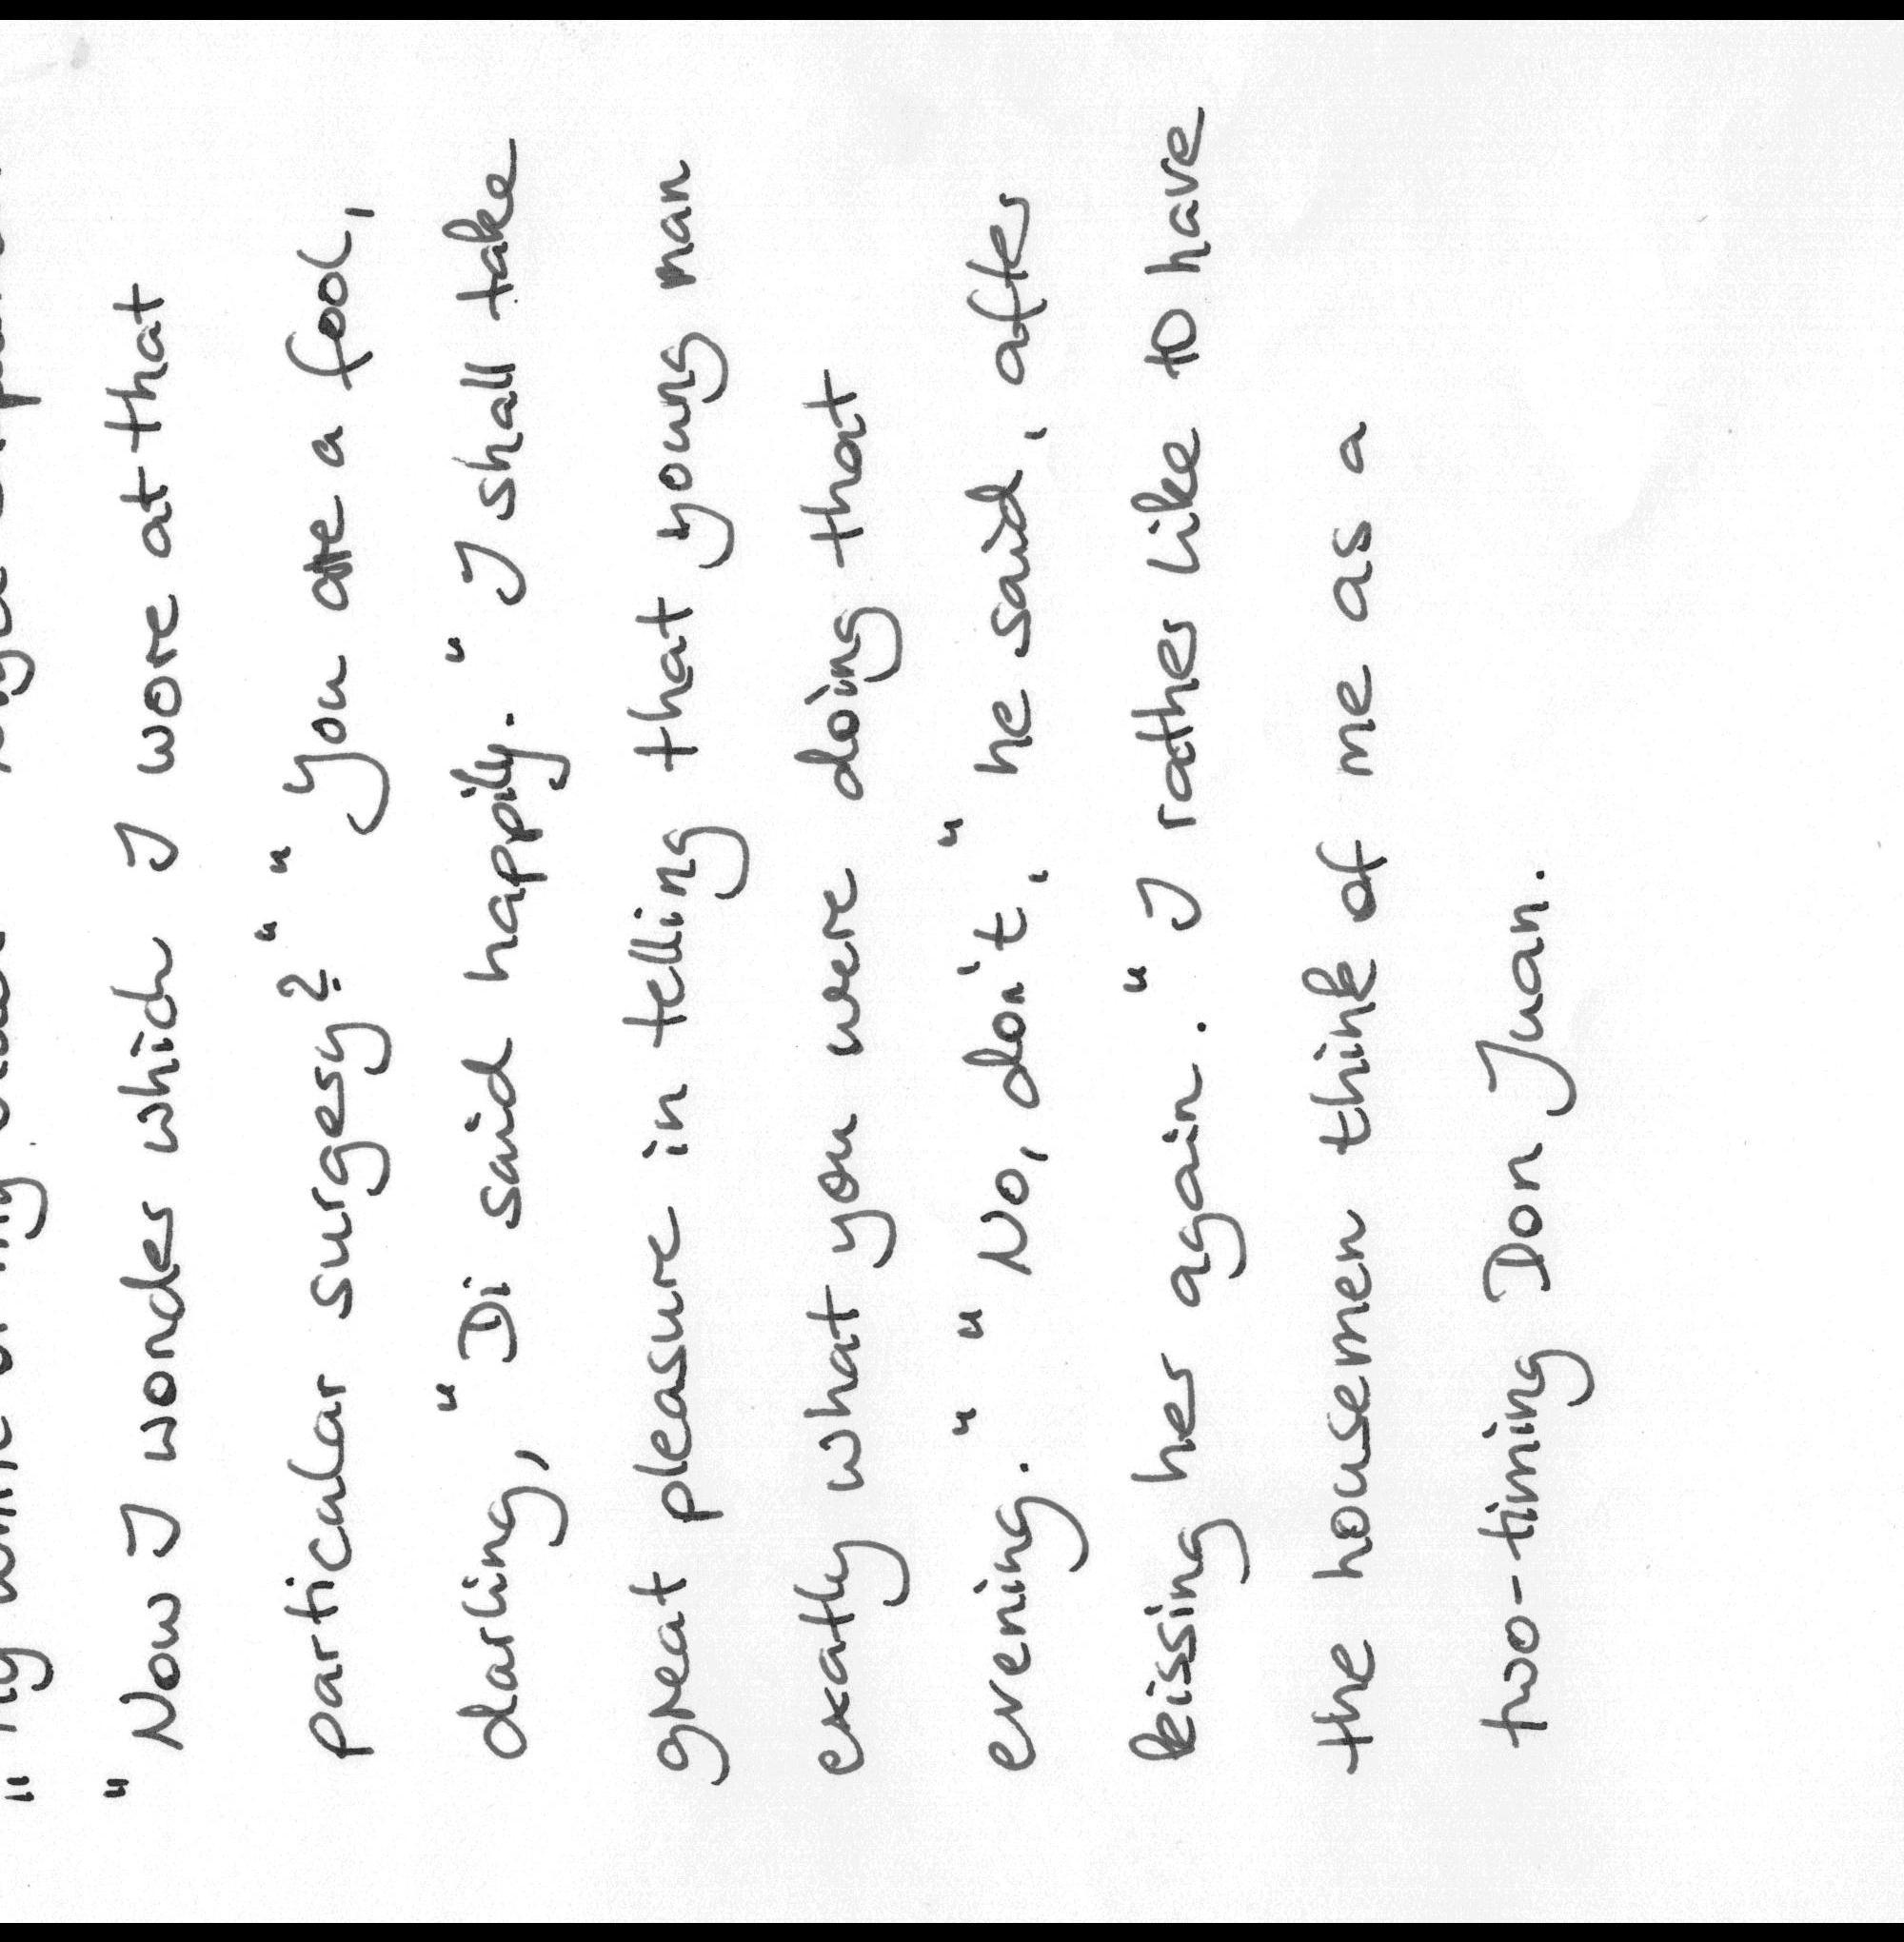 "Now I wonder which I wore at that
particular surgery?" "You are a fool,
darling," Di said happily. "I shall take
great pleasure in telling that young man
exatly what you were doing that
evening." "No, don't," he said, after
kissing her again. "I rather like to have
the housemen think of me as a
two-timing Don Juan.